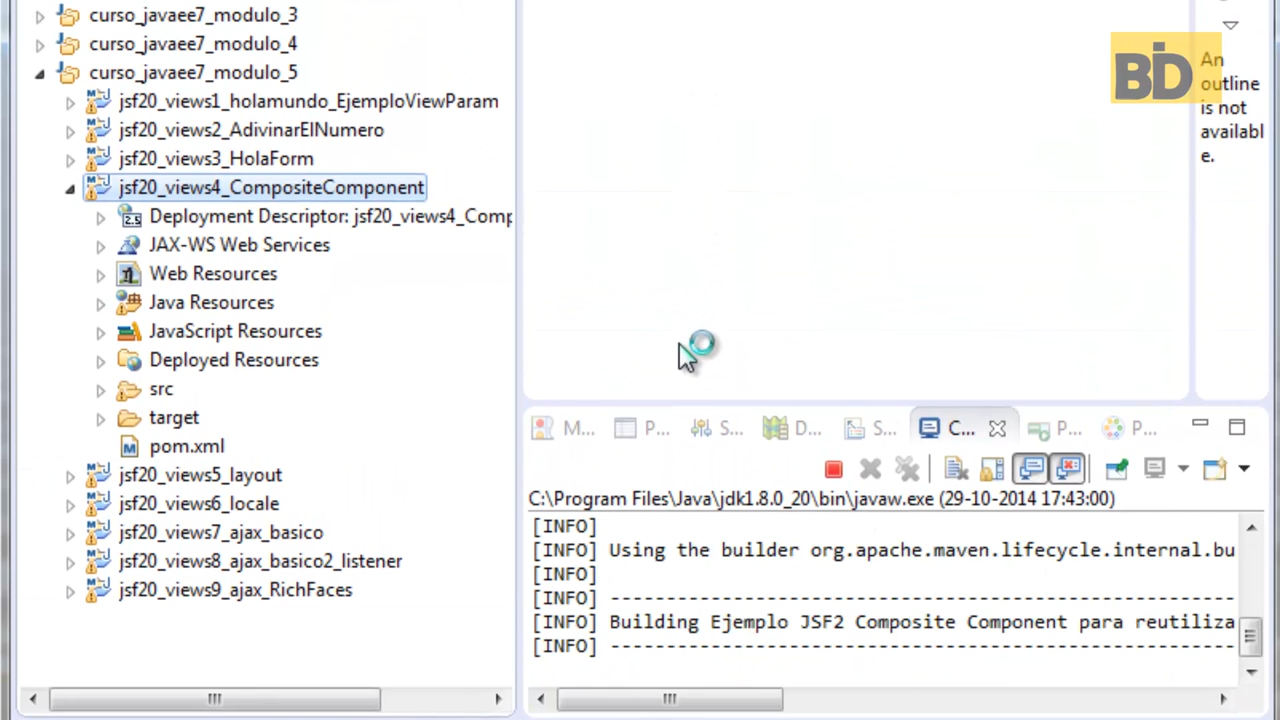 curso_javaee7_modulo_3
curso_javaee7_modulo_4
curso_javaee7_modulo_5
jsf20_views1_holamundo_EjemploViewParam
jsf20_views2_AdivinarElNumero
jsf20_views3_HolaForm
jsf20_views4_CompositeComponent
Deployment Descriptor: jsf20_views4_Comp
JAX-WS Web Services
Web Resources
Java Resources
JavaScript Resources
Deployed Resources
src
target
pom.xml
jsf20_views5_layout
jsf20_views6_locale
jsf20_views7_ajax_basico
jsf20_views8_ajax_basico2_listener
jsf20_views9_ajax_RichFaces
BiD
An
outline
is not
availabl
e.
M... P... S... D... S... C... P... P...
C:\Program Files\Java\jdk1.8.0_20\bin\javaw.exe (29-10-2014 17:43:00)
[INFO]
[INFO] Using the builder org.apache.maven.lifecycle.internal.bu
[INFO]
[INFO] ------------------------------------------------------
[INFO] Building Ejemplo JSF2 Composite Component para reutiliza
[INFO] ------------------------------------------------------